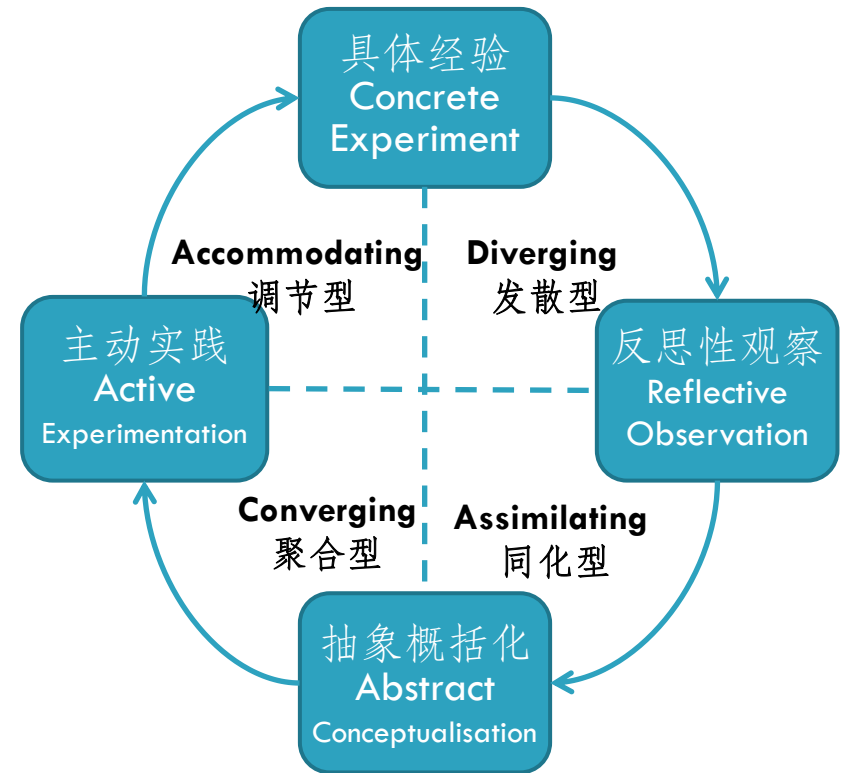 具体经验
Concrete
Experiment
Accommodating
调节型
Diverging
发散型
主动实践
Active
Experimentation
反思性观察
Reflective
Observation
Converging
聚合型
Assimilating
同化型
抽象概括化
Abstract
Conceptualisation